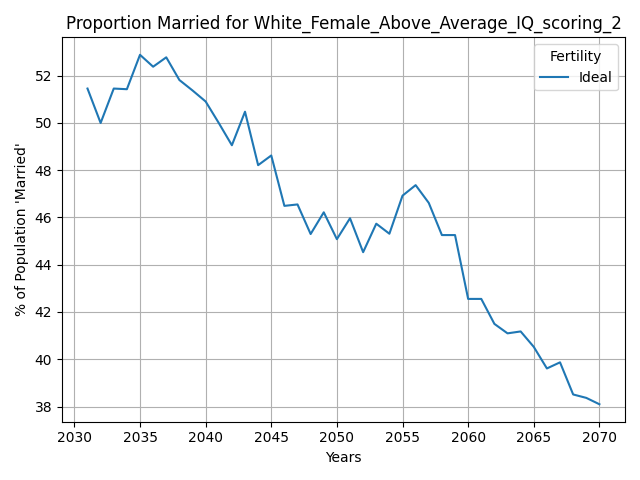 Proportion Married for White_Female_Above_Average_IQ_scoring_2
Fertility
Ideal
% of Population 'Married'
52
50
48
46
44
42
40
38
2030 2035 2040 2045 2050 2055 2060 2065 2070
Years